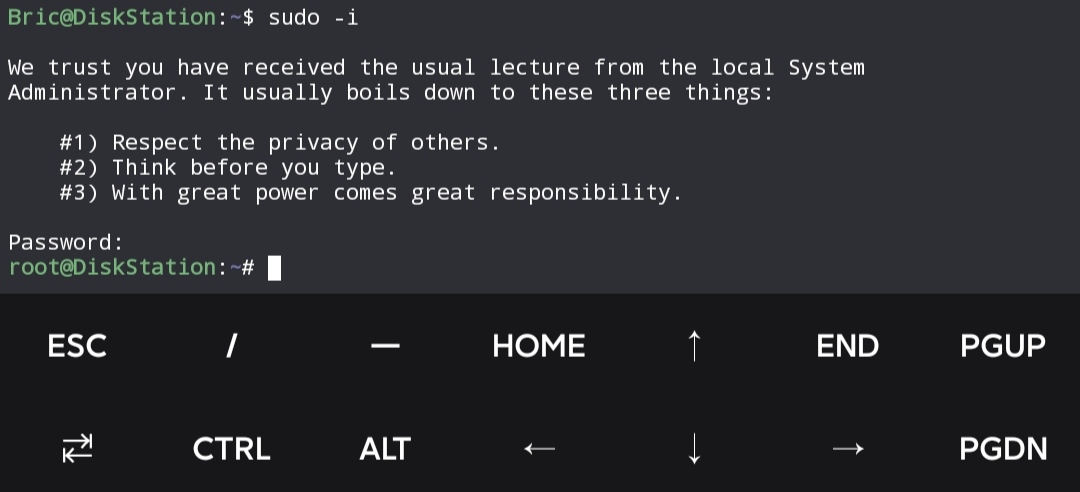 Bric@DiskStation:~$ sudo -i
We trust you have received the usual lecture from the local System
Administrator. It usually boils down to these three things:
#1) Respect the privacy of others.
#2) Think before you type.
#3) With great power comes great responsibility.
Password:
root@DiskStation:~#
ESC / — HOME ↑ END PGUP
⇄ CTRL ALT ← ↓ → PGDN